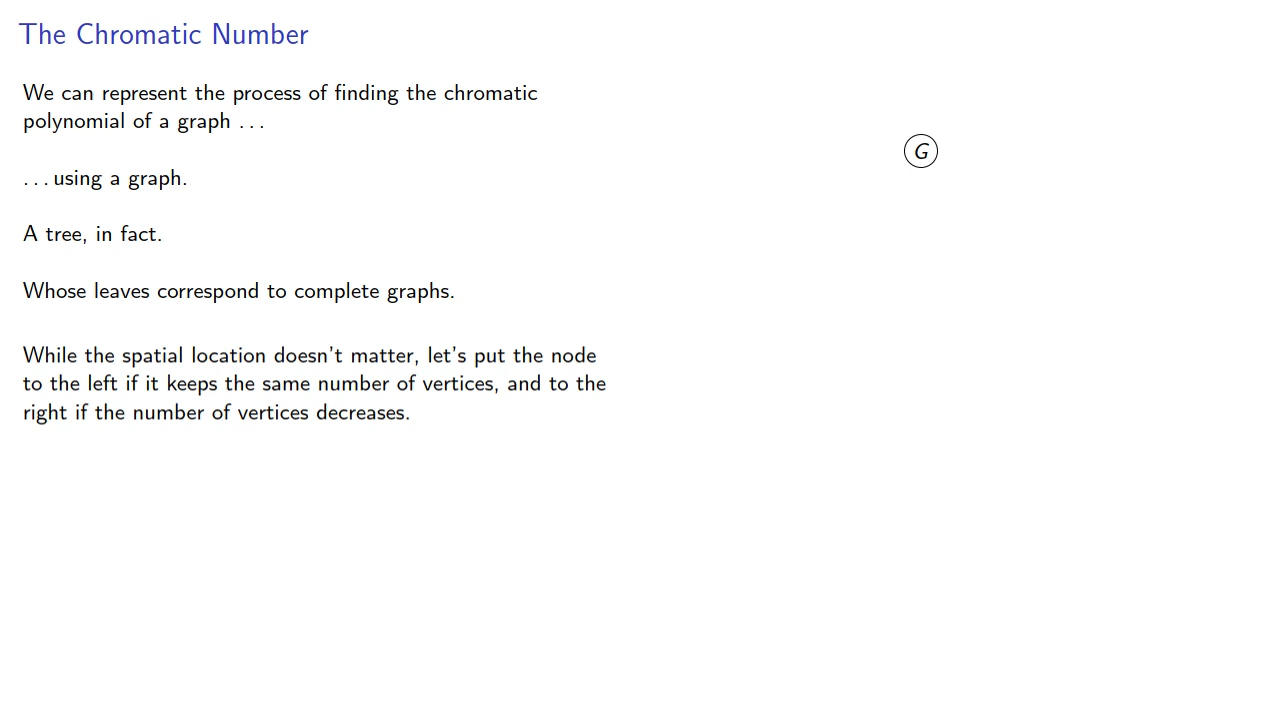 The Chromatic Number
We can represent the process of finding the chromatic
polynomial of a graph . . .
. . . using a graph.
A tree, in fact.
Whose leaves correspond to complete graphs.
While the spatial location doesn't matter, let's put the node
to the left if it keeps the same number of vertices, and to the
right if the number of vertices decreases.
G